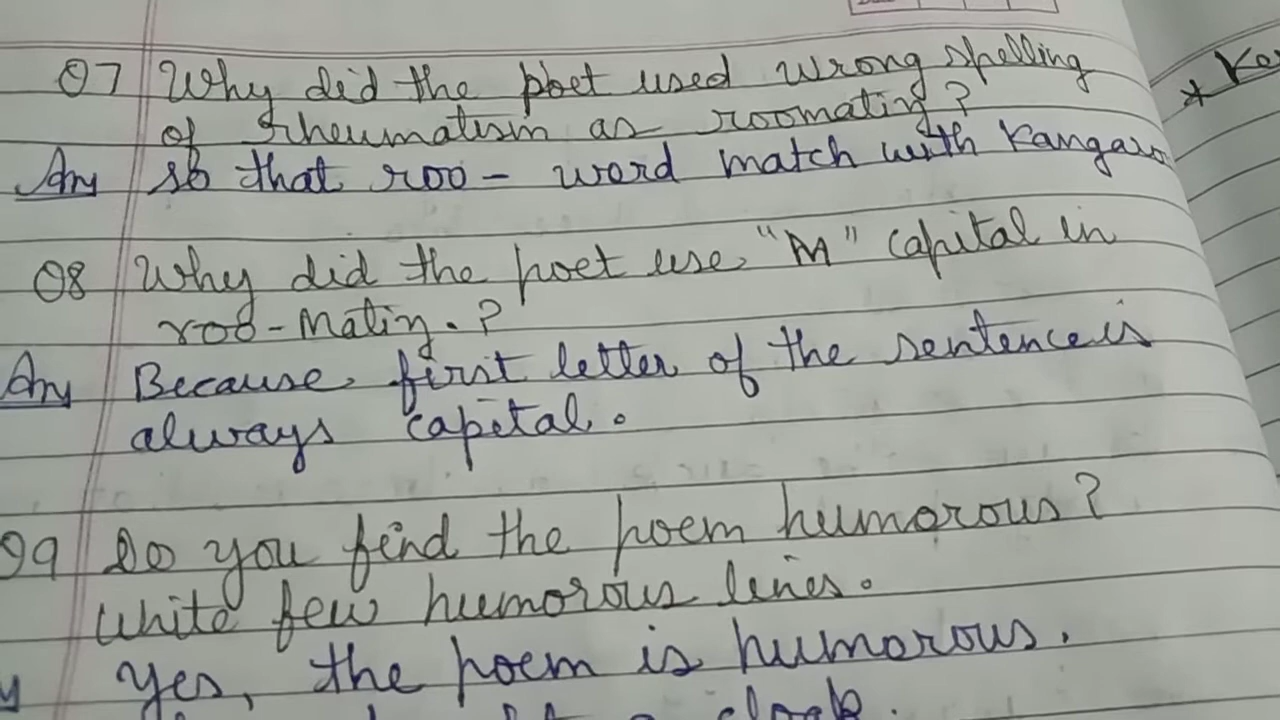 Q7 Why did the poet used wrong spelling
of rheumatism as roomatiz?
Ans so that roo - word match with Kangaroo
Q8 Why did the poet use "M" capital in
roo-Matiz.?
Ans Because first letter of the sentence is
always capital.
Q9 Do you find the poem humorous?
write few humorous lines.
Yes, the poem is humorous.